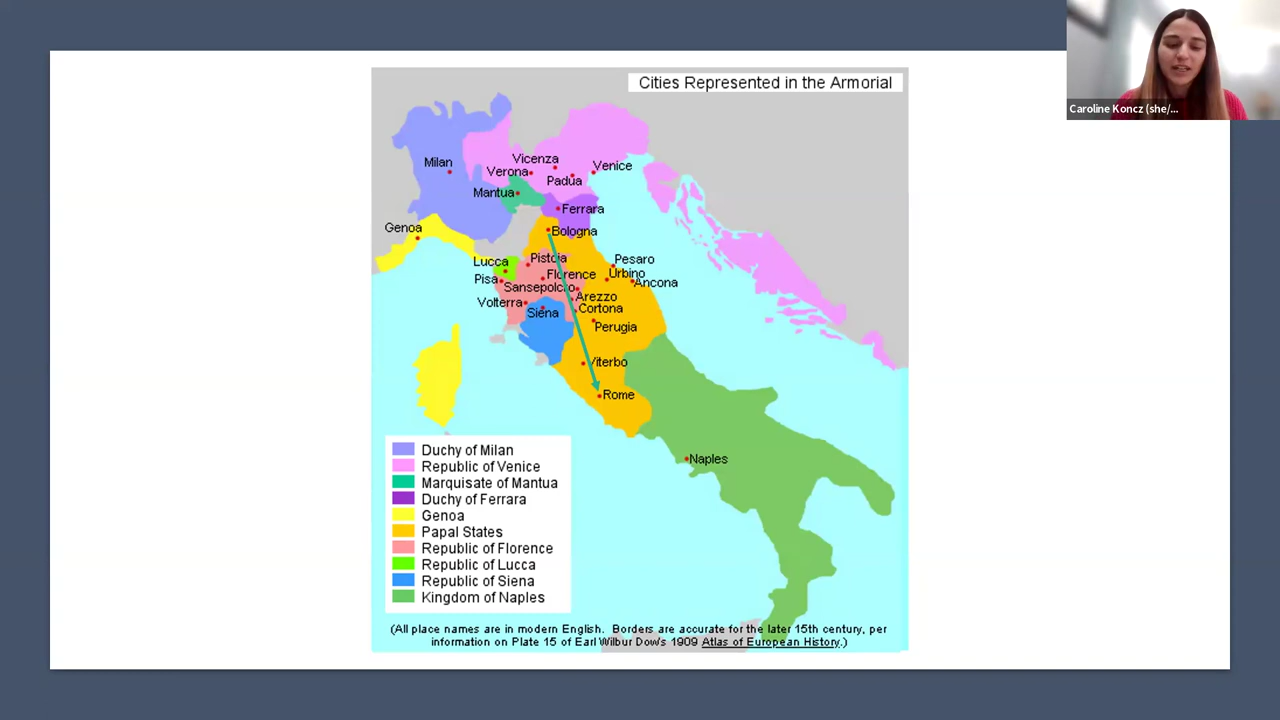 Cities Represented in the Armorial
Caroline Koncz (she/...
Milan
Vicenza
Verona
Venice
Padua
Mantua
Ferrara
Genoa
Bologna
Lucca
Pistoia
Pesaro
Pisa
Florence
Urbino
Ancona
Sansepolcro
Arezzo
Volterra
Cortona
Siena
Perugia
Viterbo
Rome
Naples
Duchy of Milan
Republic of Venice
Marquisate of Mantua
Duchy of Ferrara
Genoa
Papal States
Republic of Florence
Republic of Lucca
Republic of Siena
Kingdom of Naples
(All place names are in modern English. Borders are accurate for the later 15th century, per
information on Plate 15 of Earl Wilbur Dow's 1909 Atlas of European History.)